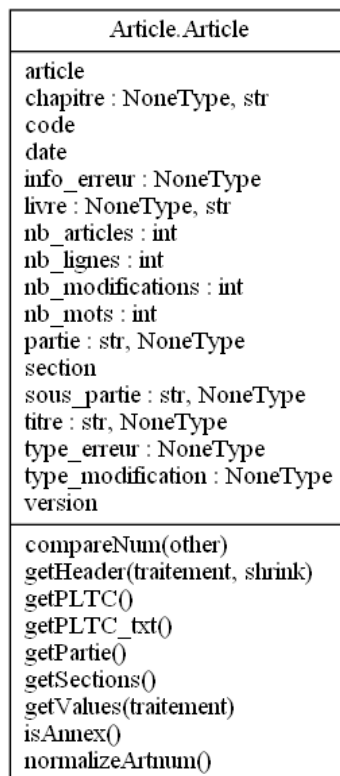 Article.Article
article
chapitre : NoneType, str
code
date
info_erreur : NoneType
livre : NoneType, str
nb_articles : int
nb_lignes : int
nb_modifications : int
nb_mots : int
partie : str, NoneType
section
sous_partie : str, NoneType
titre : str, NoneType
type_erreur : NoneType
type_modification : NoneType
version
compareNum(other)
getHeader(traitement, shrink)
getPLTC()
getPLTC_txt()
getPartie()
getSections()
getValues(traitement)
isAnnex()
normalizeArtnum()